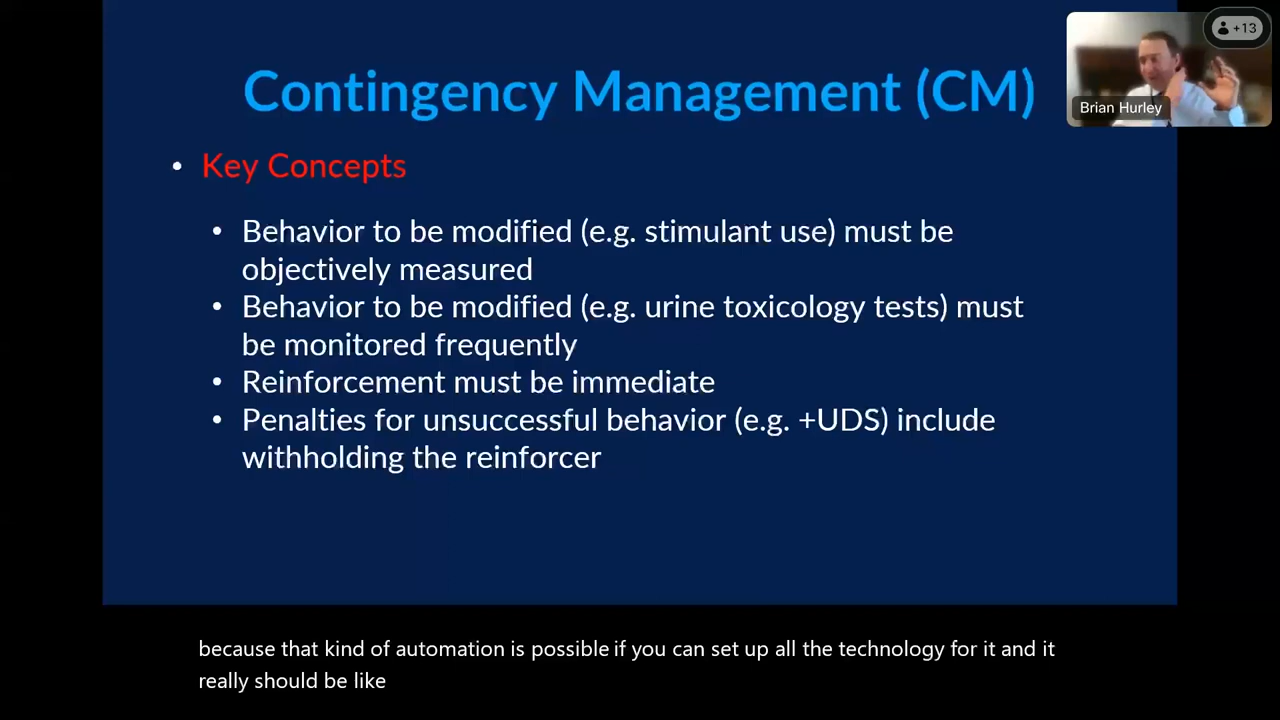 Contingency Management (CM)
+13
Brian Hurley
• Key Concepts
• Behavior to be modified (e.g. stimulant use) must be
objectively measured
• Behavior to be modified (e.g. urine toxicology tests) must
be monitored frequently
• Reinforcement must be immediate
• Penalties for unsuccessful behavior (e.g. +UDS) include
withholding the reinforcer
because that kind of automation is possible if you can set up all the technology for it and it
really should be like